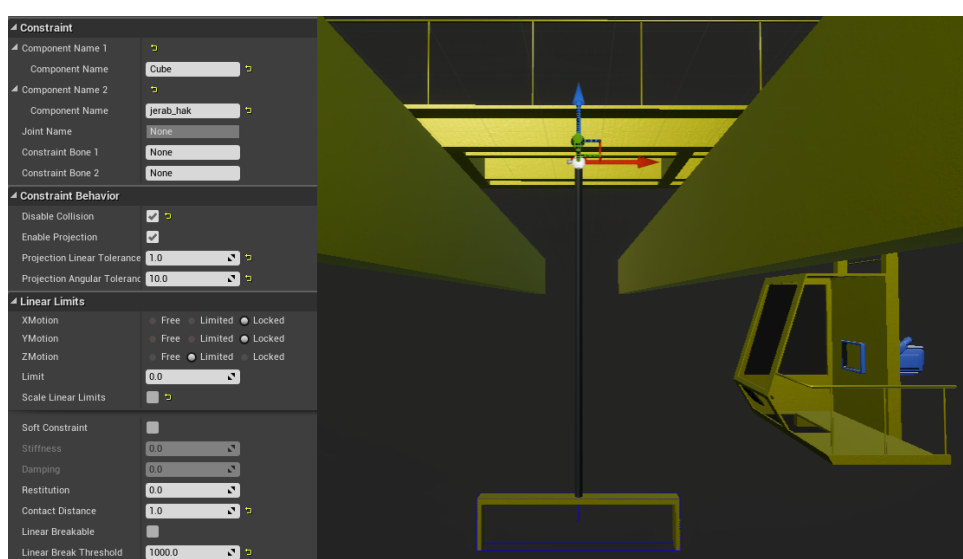 Constraint
Component Name 1
Component Name Cube
Component Name 2
Component Name jerab_hak
Joint Name None
Constraint Bone 1 None
Constraint Bone 2 None
Constraint Behavior
Disable Collision
Enable Projection
Projection Linear Tolerance 1.0
Projection Angular Toleranc 10.0
Linear Limits
XMotion Free Limited Locked
YMotion Free Limited Locked
ZMotion Free Limited Locked
Limit 0.0
Scale Linear Limits
Soft Constraint
Stiffness 0.0
Damping 0.0
Restitution 0.0
Contact Distance 1.0
Linear Breakable
Linear Break Threshold 1000.0